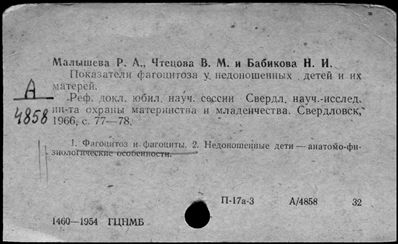 Малышева Р. А., Чтецова В. М. и Бабикова Н. И.
Показатели фагоцитоза у недоношенных детей и их
матерей.
А
4858
Реф. докл. юбил. науч. сессии Свердл. науч.-исслед.
ин-та охраны материнства и младенчества. Свердловск,
1966, с. 77—78.
1. Фагоцитоз и фагоциты. 2. Недоношенные дети — анатомо-фи-
зиологические особенности.
П-17а-3 А/4858 32
1460—1954 ГЦНМБ